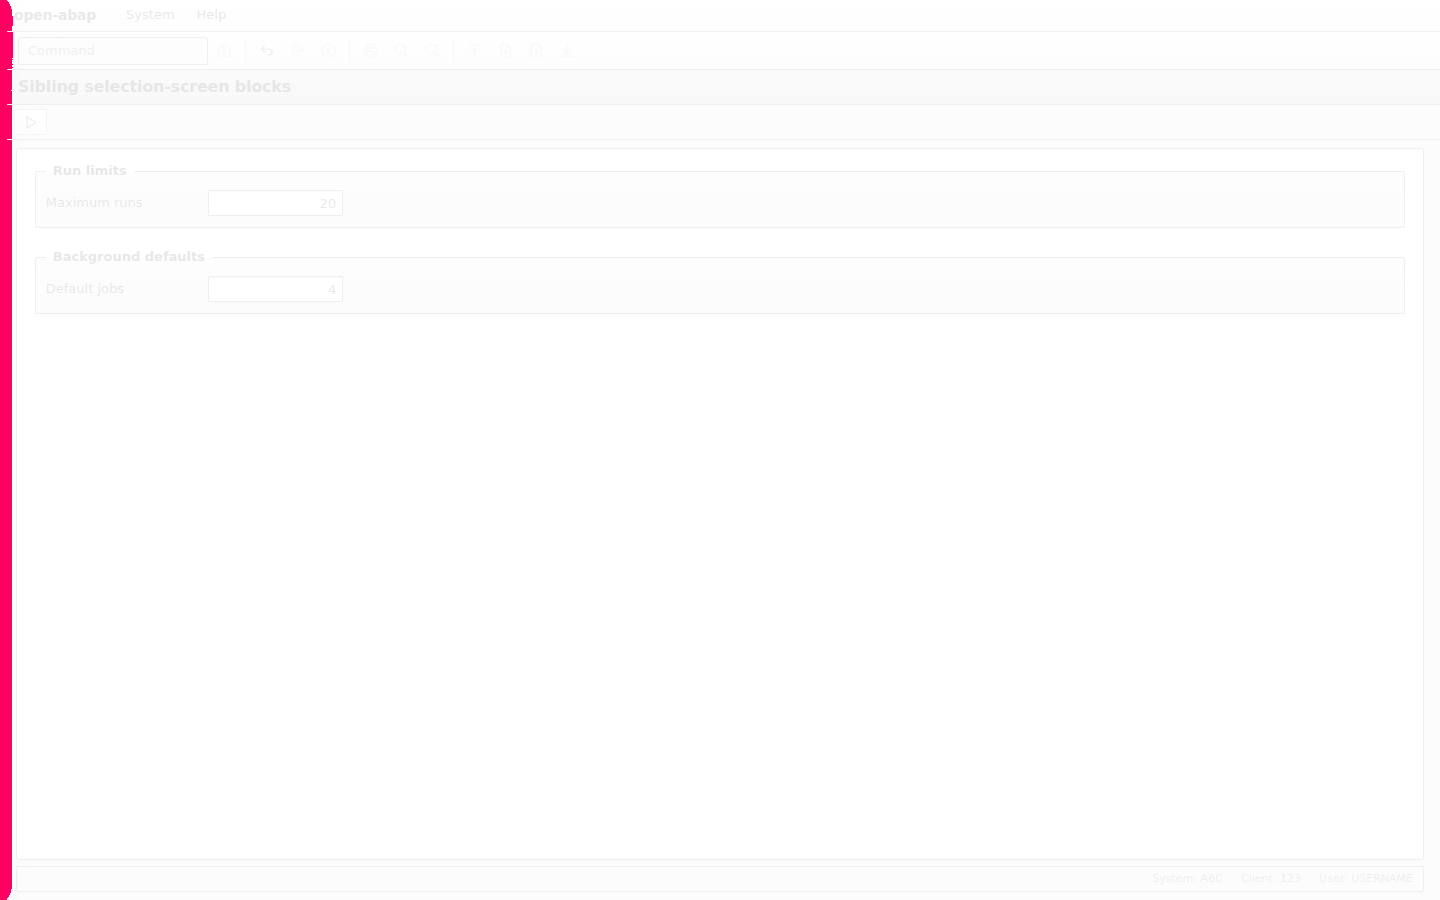 open-abap System Help
Command
Sibling selection-screen blocks
Run limits
Maximum runs 20
Background defaults
Default jobs 4
System: ABC Client: 123 User: USERNAME